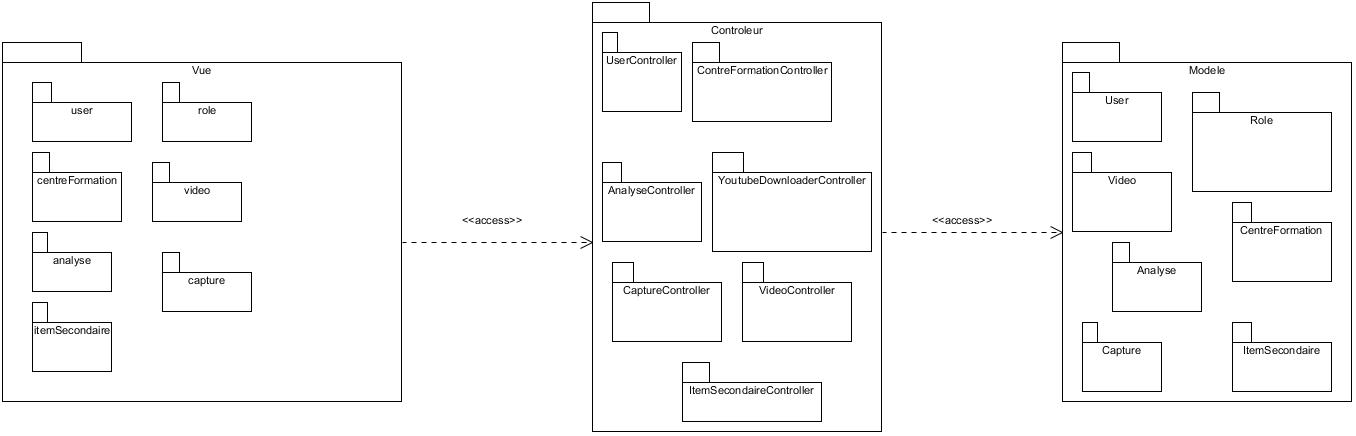 Vue
user
role
centreFormation
video
analyse
capture
itemSecondaire
<<access>>
Controleur
UserController
ContreFormationController
AnalyseController
YoutubeDownloaderController
CaptureController
VideoController
ItemSecondaireController
<<access>>
Modele
User
Role
Video
CentreFormation
Analyse
Capture
ItemSecondaire